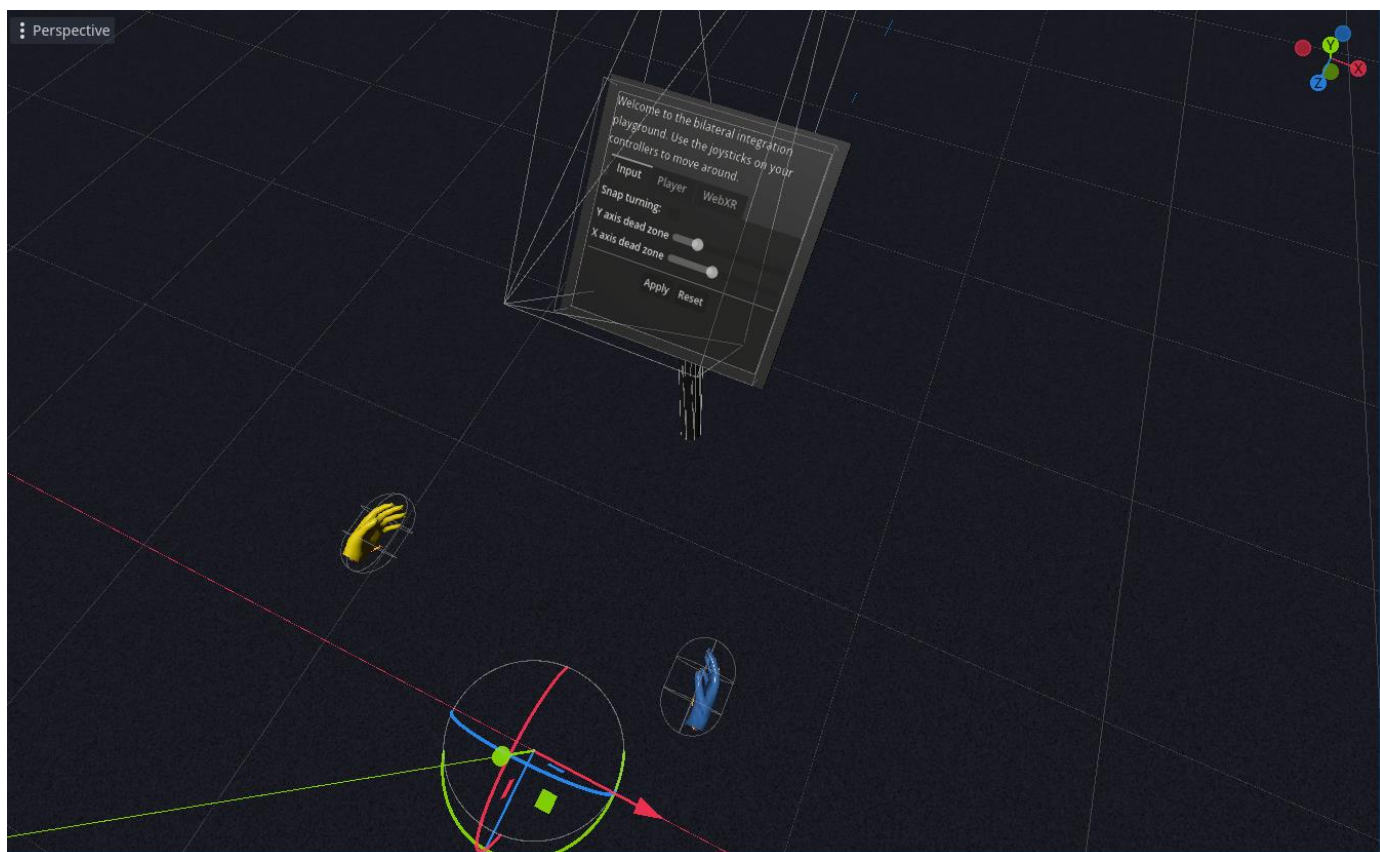 Perspective
Y
X
Z
Welcome to the bilateral integration
playground. Use the joysticks on your
controllers to move around.
Input Player WebXR
Snap turning:
Y axis dead zone
X axis dead zone
Apply Reset